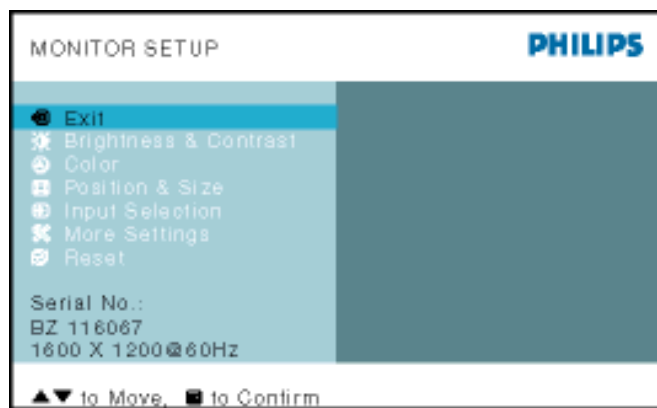 MONITOR SETUP
PHILIPS
Exit
Brightness & Contrast
Color
Position & Size
Input Selection
More Settings
Reset
Serial No.:
BZ 116067
1600 X 1200@60Hz
▲▼ to Move, ■ to Confirm